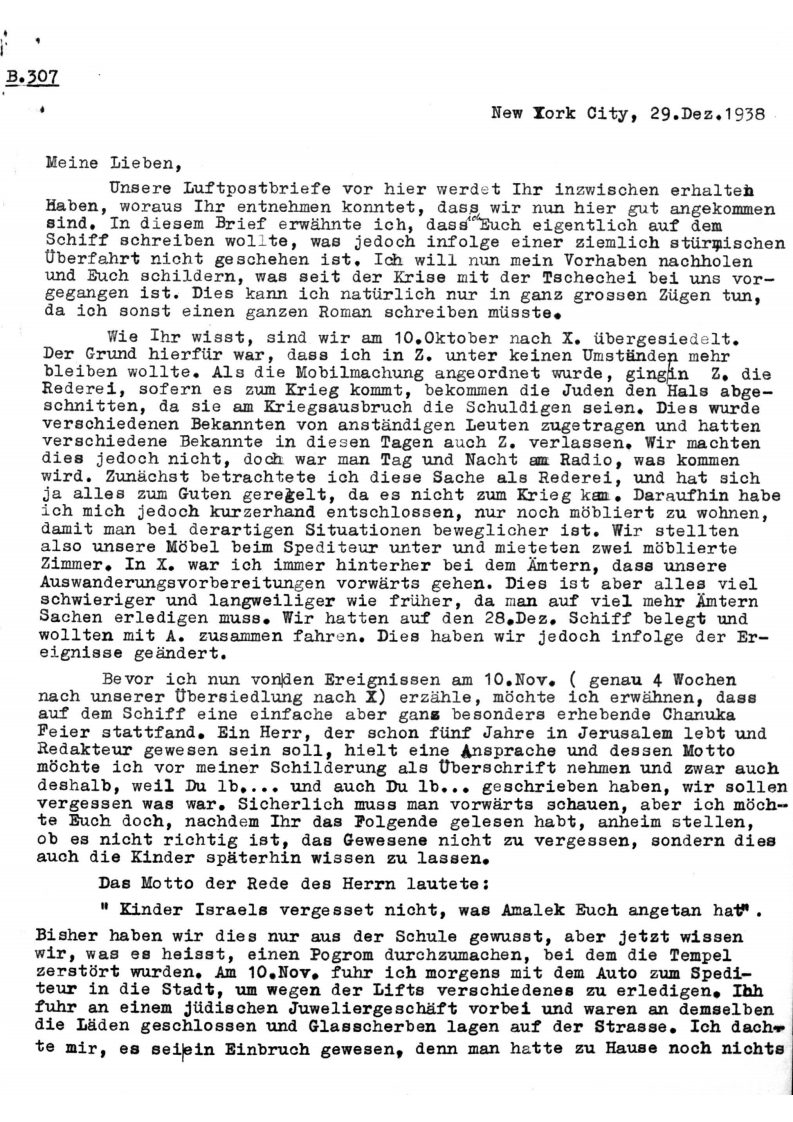 B.307
New York City, 29.Dez.1938
Meine Lieben,
Unsere Luftpostbriefe vor hier werdet Ihr inzwischen erhalten
Haben, woraus Ihr entnehmen konntet, dass wir nun hier gut angekommen
sind. In diesem Brief erwähnte ich, dass ich Euch eigentlich auf dem
Schiff schreiben wollte, was jedoch infolge einer ziemlich stürmischen
Überfahrt nicht geschehen ist. Ich will nun mein Vorhaben nachholen
und Euch schildern, was seit der Krise mit der Tschechei bei uns vor-
gegangen ist. Dies kann ich natürlich nur in ganz grossen Zügen tun,
da ich sonst einen ganzen Roman schreiben müsste.
Wie Ihr wisst, sind wir am 10.Oktober nach X. übergesiedelt.
Der Grund hierfür war, dass ich in Z. unter keinen Umständen mehr
bleiben wollte. Als die Mobilmachung angeordnet wurde, ging|in Z. die
Rederei, sofern es zum Krieg kommt, bekommen die Juden den Hals abge-
schnitten, da sie am Kriegsausbruch die Schuldigen seien. Dies wurde
verschiedenen Bekannten von anständigen Leuten zugetragen und hatten
verschiedene Bekannte in diesen Tagen auch Z. verlassen. Wir machten
dies jedoch nicht, doch war man Tag und Nacht am Radio, was kommen
wird. Zunächst betrachtete ich diese Sache als Rederei, und hat sich
ja alles zum Guten geregelt, da es nicht zum Krieg kam. Daraufhin habe
ich mich jedoch kurzerhand entschlossen, nur noch möbliert zu wohnen,
damit man bei derartigen Situationen beweglicher ist. Wir stellten
also unsere Möbel beim Spediteur unter und mieteten zwei möblierte
Zimmer. In X. war ich immer hinterher bei dem Ämtern, dass unsere
Auswanderungsvorbereitungen vorwärts gehen. Dies ist aber alles viel
schwieriger und langweiliger wie früher, da man auf viel mehr Ämtern
Sachen erledigen muss. Wir hatten auf den 28.Dez. Schiff belegt und
wollten mit A. zusammen fahren. Dies haben wir jedoch infolge der Er-
eignisse geändert.
Bevor ich nun von|den Ereignissen am 10.Nov. ( genau 4 Wochen
nach unserer Übersiedlung nach X) erzähle, möchte ich erwähnen, dass
auf dem Schiff eine einfache aber ganz besonders erhebende Chanuka
Feier stattfand. Ein Herr, der schon fünf Jahre in Jerusalem lebt und
Redakteur gewesen sein soll, hielt eine Ansprache und dessen Motto
möchte ich vor meiner Schilderung als Überschrift nehmen und zwar auch
deshalb, weil Du lb.... und auch Du lb... geschrieben haben, wir sollen
vergessen was war. Sicherlich muss man vorwärts schauen, aber ich möch-
te Euch doch, nachdem Ihr das Folgende gelesen habt, anheim stellen,
ob es nicht richtig ist, das Gewesene nicht zu vergessen, sondern dies
auch die Kinder späterhin wissen zu lassen.
Das Motto der Rede des Herrn lautete:
" Kinder Israels vergesset nicht, was Amalek Euch angetan hat".
Bisher haben wir dies nur aus der Schule gewusst, aber jetzt wissen
wir, was es heisst, einen Pogrom durchzumachen, bei dem die Tempel
zerstört wurden. Am 10.Nov. fuhr ich morgens mit dem Auto zum Spedi-
teur in die Stadt, um wegen der Lifts verschiedenes zu erledigen. Ihh
fuhr an einem jüdischen Juweliergeschäft vorbei und waren an demselben
die Läden geschlossen und Glasscherben lagen auf der Strasse. Ich dach-
te mir, es sei|ein Einbruch gewesen, denn man hatte zu Hause noch nichts